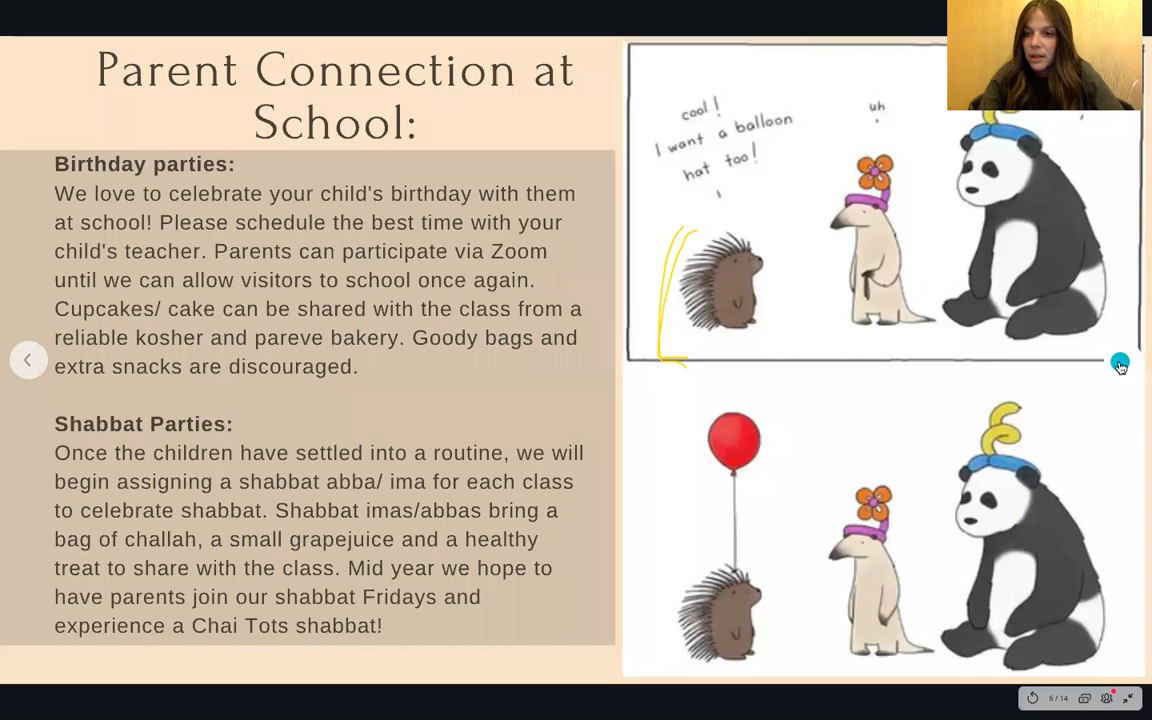 Parent Connection at
School:
Birthday parties:
We love to celebrate your child's birthday with them
at school! Please schedule the best time with your
child's teacher. Parents can participate via Zoom
until we can allow visitors to school once again.
Cupcakes/ cake can be shared with the class from a
reliable kosher and pareve bakery. Goody bags and
extra snacks are discouraged.
Shabbat Parties:
Once the children have settled into a routine, we will
begin assigning a shabbat abba/ ima for each class
to celebrate shabbat. Shabbat imas/abbas bring a
bag of challah, a small grapejuice and a healthy
treat to share with the class. Mid year we hope to
have parents join our shabbat Fridays and
experience a Chai Tots shabbat!
cool!
I want a balloon
hat too!
uh
6 / 14